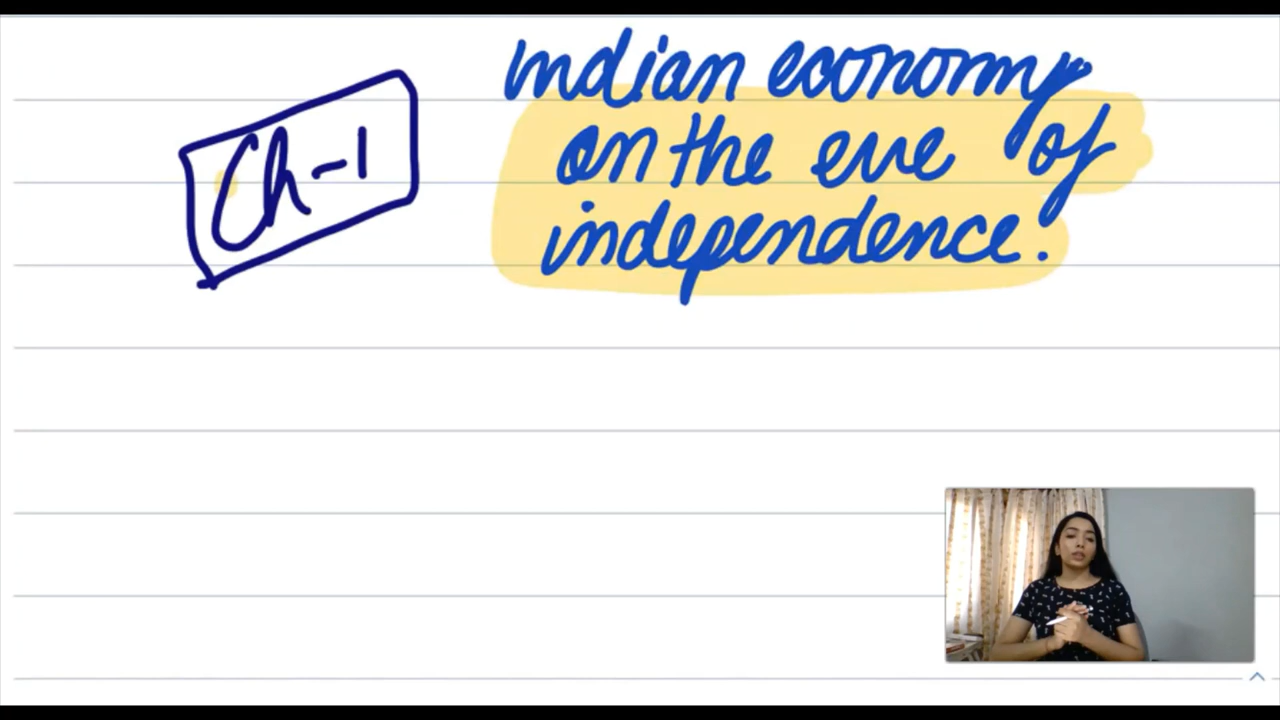 Ch-1
Indian economy
on the eve of
independence.